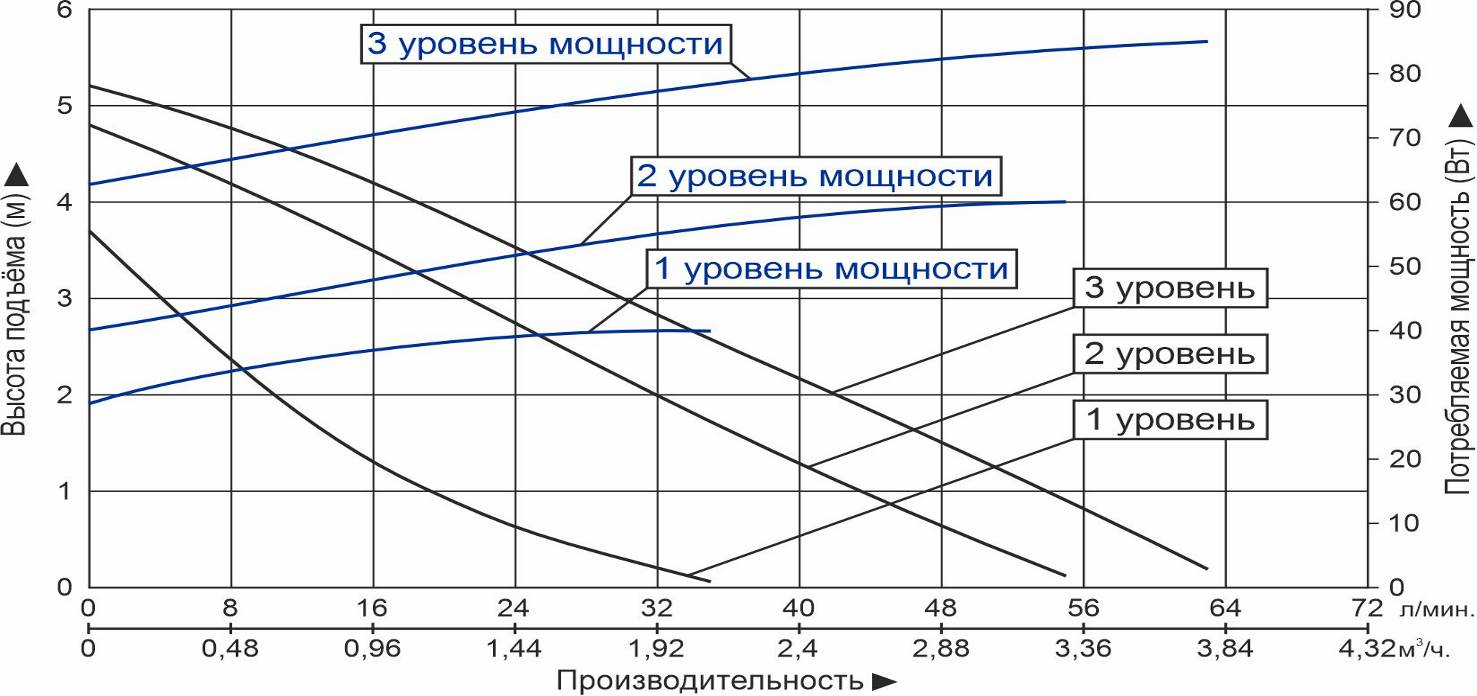 6
5
4
3
2
1
0
Высота подъёма (м)
3 уровень мощности
2 уровень мощности
1 уровень мощности
3 уровень
2 уровень
1 уровень
90
80
70
60
50
40
30
20
10
0
Потребляемая мощность (Вт)
0 8 16 24 32 40 48 56 64 72 л/мин.
0 0,48 0,96 1,44 1,92 2,4 2,88 3,36 3,84 4,32 м³/ч.
Производительность